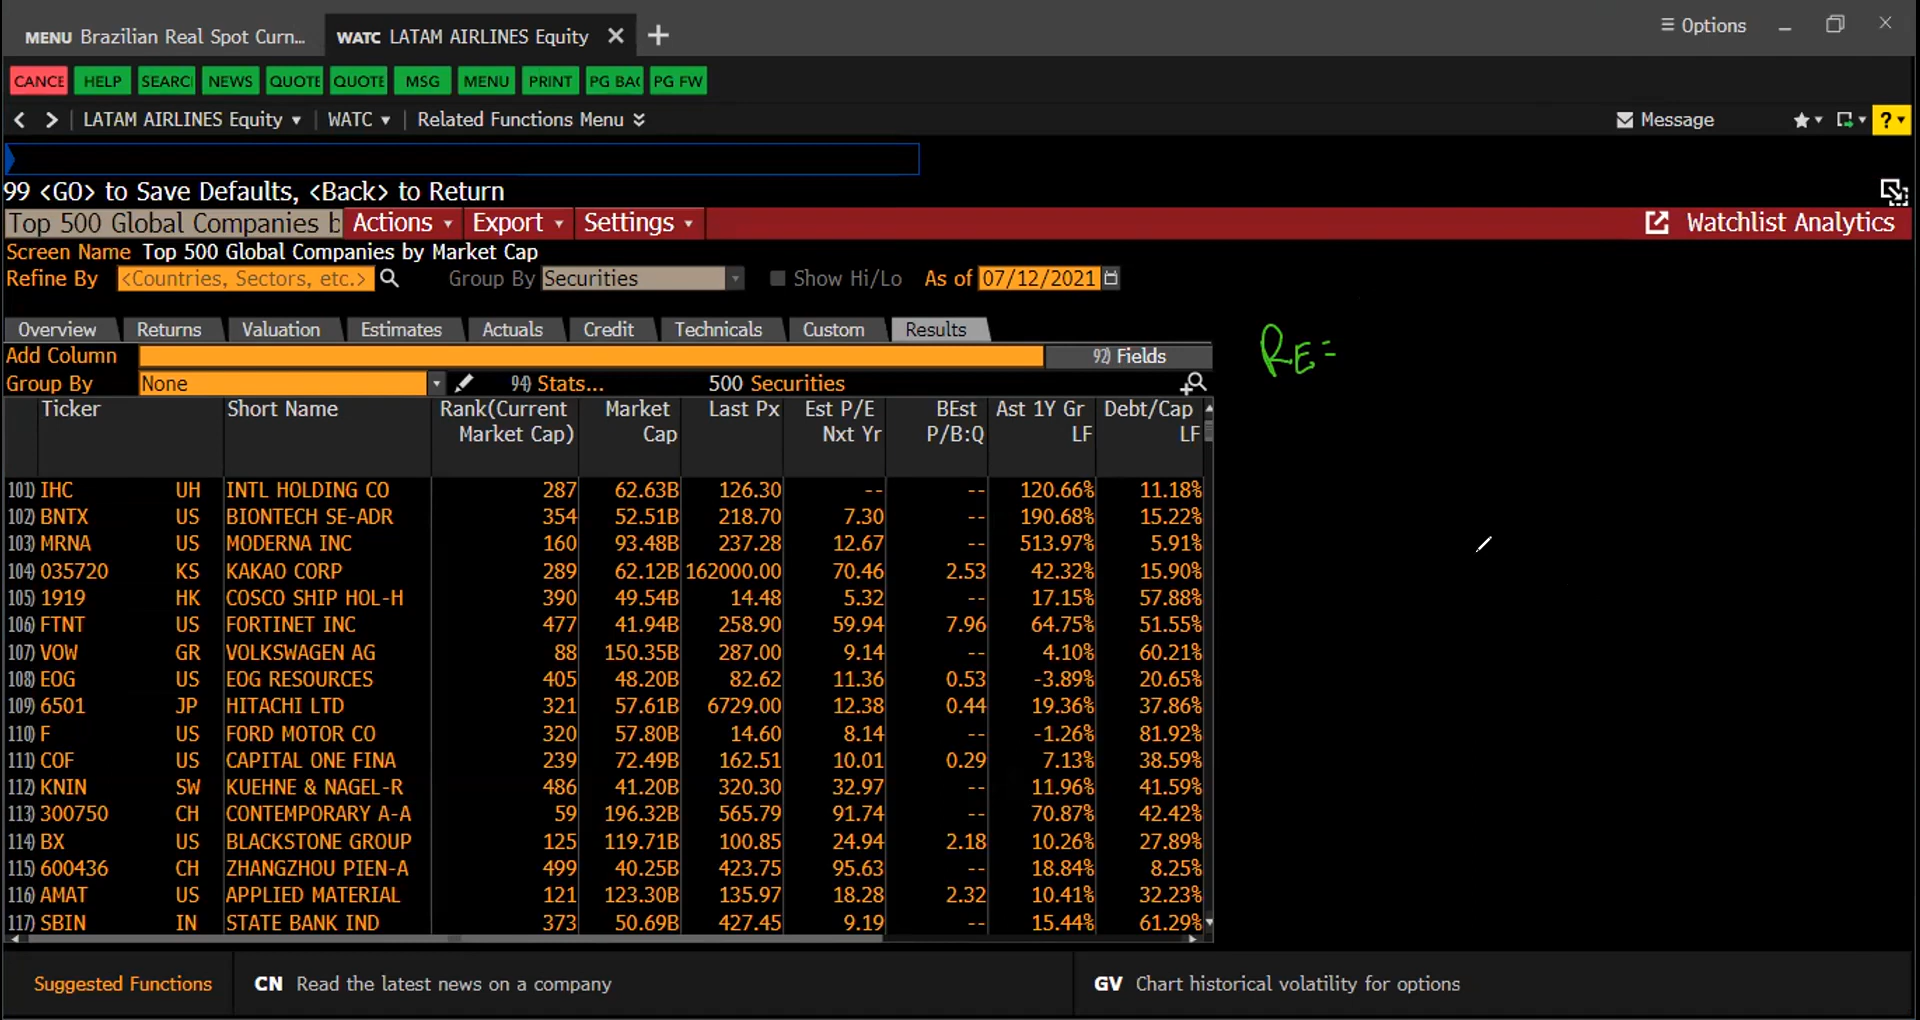 MENU Brazilian Real Spot Curn... WATC LATAM AIRLINES Equity
Options
CANCE HELP SEARCI NEWS QUOTE QUOTE MSG MENU PRINT PG BA( PG FW
LATAM AIRLINES Equity WATC Related Functions Menu Message ?
99 <GO> to Save Defaults, <Back> to Return
Top 500 Global Companies b Actions Export Settings Watchlist Analytics
Screen Name Top 500 Global Companies by Market Cap
Refine By <Countries, Sectors, etc.> Group By Securities Show Hi/Lo As of 07/12/2021
Overview Returns Valuation Estimates Actuals Credit Technicals Custom Results
Add Column 92) Fields
RE=
Group By None 94) Stats... 500 Securities
Ticker Short Name Rank(Current Market Last Px Est P/E BEst Ast 1Y Gr Debt/Cap
Market Cap) Cap Nxt Yr P/B:Q LF LF
101) IHC UH INTL HOLDING CO 287 62.63B 126.30 -- -- 120.66% 11.18%
102) BNTX US BIONTECH SE-ADR 354 52.51B 218.70 7.30 -- 190.68% 15.22%
103) MRNA US MODERNA INC 160 93.48B 237.28 12.67 -- 513.97% 5.91%
104) 035720 KS KAKAO CORP 289 62.12B 162000.00 70.46 2.53 42.32% 15.90%
105) 1919 HK COSCO SHIP HOL-H 390 49.54B 14.48 5.32 -- 17.15% 57.88%
106) FTNT US FORTINET INC 477 41.94B 258.90 59.94 7.96 64.75% 51.55%
107) VOW GR VOLKSWAGEN AG 88 150.35B 287.00 9.14 -- 4.10% 60.21%
108) EOG US EOG RESOURCES 405 48.20B 82.62 11.36 0.53 -3.89% 20.65%
109) 6501 JP HITACHI LTD 321 57.61B 6729.00 12.38 0.44 19.36% 37.86%
110) F US FORD MOTOR CO 320 57.80B 14.60 8.14 -- -1.26% 81.92%
111) COF US CAPITAL ONE FINA 239 72.49B 162.51 10.01 0.29 7.13% 38.59%
112) KNIN SW KUEHNE & NAGEL-R 486 41.20B 320.30 32.97 -- 11.96% 41.59%
113) 300750 CH CONTEMPORARY A-A 59 196.32B 565.79 91.74 -- 70.87% 42.42%
114) BX US BLACKSTONE GROUP 125 119.71B 100.85 24.94 2.18 10.26% 27.89%
115) 600436 CH ZHANGZHOU PIEN-A 499 40.25B 423.75 95.63 -- 18.84% 8.25%
116) AMAT US APPLIED MATERIAL 121 123.30B 135.97 18.28 2.32 10.41% 32.23%
117) SBIN IN STATE BANK IND 373 50.69B 427.45 9.19 -- 15.44% 61.29%
Suggested Functions CN Read the latest news on a company GV Chart historical volatility for options